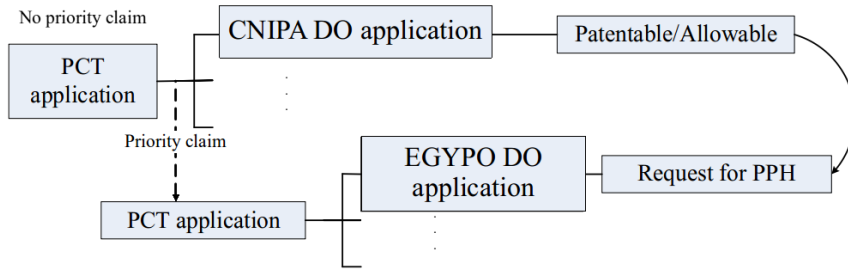 No priority claim
CNIPA DO application
Patentable/Allowable
PCT
application
Priority claim
EGYPO DO
application
Request for PPH
PCT application